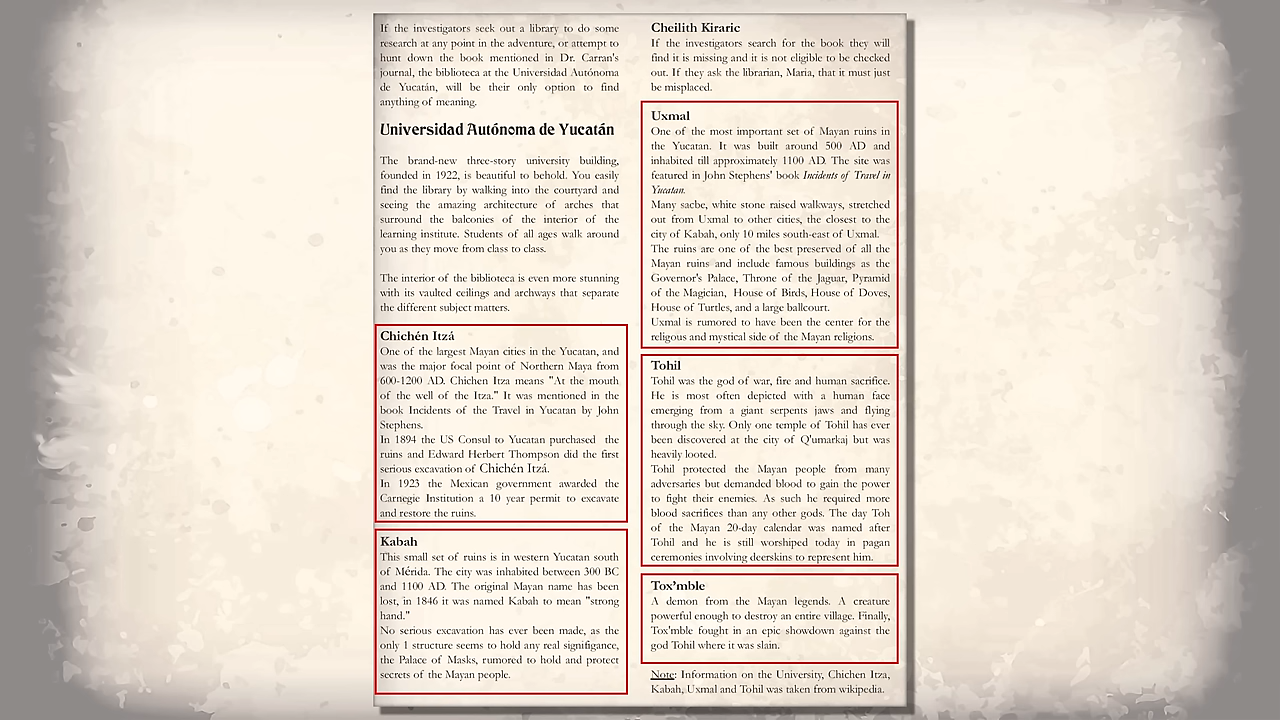 If the investigators seek out a library to do some
research at any point in the adventure, or attempt to
hunt down the book mentioned in Dr. Carran's
journal, the biblioteca at the Universidad Autónoma
de Yucatán, will be their only option to find
anything of meaning.
Universidad Autónoma de Yucatán
The brand-new three-story university building,
founded in 1922, is beautiful to behold. You easily
find the library by walking into the courtyard and
seeing the amazing architecture of arches that
surround the balconies of the interior of the
learning institute. Students of all ages walk around
you as they move from class to class.
The interior of the biblioteca is even more stunning
with its vaulted ceilings and archways that separate
the different subject matters.
Chichén Itzá
One of the largest Mayan cities in the Yucatan, and
was the major focal point of Northern Maya from
600-1200 AD. Chichen Itza means "At the mouth
of the well of the Itza." It was mentioned in the
book Incidents of the Travel in Yucatan by John
Stephens.
In 1894 the US Consul to Yucatan purchased the
ruins and Edward Herbert Thompson did the first
serious excavation of Chichén Itzá.
In 1923 the Mexican government awarded the
Carnegie Institution a 10 year permit to excavate
and restore the ruins.
Kabah
This small set of ruins is in western Yucatan south
of Mérida. The city was inhabited between 300 BC
and 1100 AD. The original Mayan name has been
lost, in 1846 it was named Kabah to mean "strong
hand."
No serious excavation has ever been made, as the
only 1 structure seems to hold any real signifigance,
the Palace of Masks, rumored to hold and protect
secrets of the Mayan people.
Cheilith Kiraric
If the investigators search for the book they will
find it is missing and it is not eligible to be checked
out. If they ask the librarian, Maria, that it must just
be misplaced.
Uxmal
One of the most important set of Mayan ruins in
the Yucatan. It was built around 500 AD and
inhabited till approximately 1100 AD. The site was
featured in John Stephens' book Incidents of Travel in
Yucatan.
Many sacbe, white stone raised walkways, stretched
out from Uxmal to other cities, the closest to the
city of Kabah, only 10 miles south-east of Uxmal.
The ruins are one of the best preserved of all the
Mayan ruins and include famous buildings as the
Governor's Palace, Throne of the Jaguar, Pyramid
of the Magician, House of Birds, House of Doves,
House of Turtles, and a large ballcourt.
Uxmal is rumored to have been the center for the
religous and mystical side of the Mayan religions.
Tohil
Tohil was the god of war, fire and human sacrifice.
He is most often depicted with a human face
emerging from a giant serpents jaws and flying
through the sky. Only one temple of Tohil has ever
been discovered at the city of Q'umarkaj but was
heavily looted.
Tohil protected the Mayan people from many
adversaries but demanded blood to gain the power
to fight their enemies. As such he required more
blood sacrifices than any other gods. The day Toh
of the Mayan 20-day calendar was named after
Tohil and he is still worshiped today in pagan
ceremonies involving deerskins to represent him.
Tox'mble
A demon from the Mayan legends. A creature
powerful enough to destroy an entire village. Finally,
Tox'mble fought in an epic showdown against the
god Tohil where it was slain.
Note: Information on the University, Chichen Itza,
Kabah, Uxmal and Tohil was taken from wikipedia.